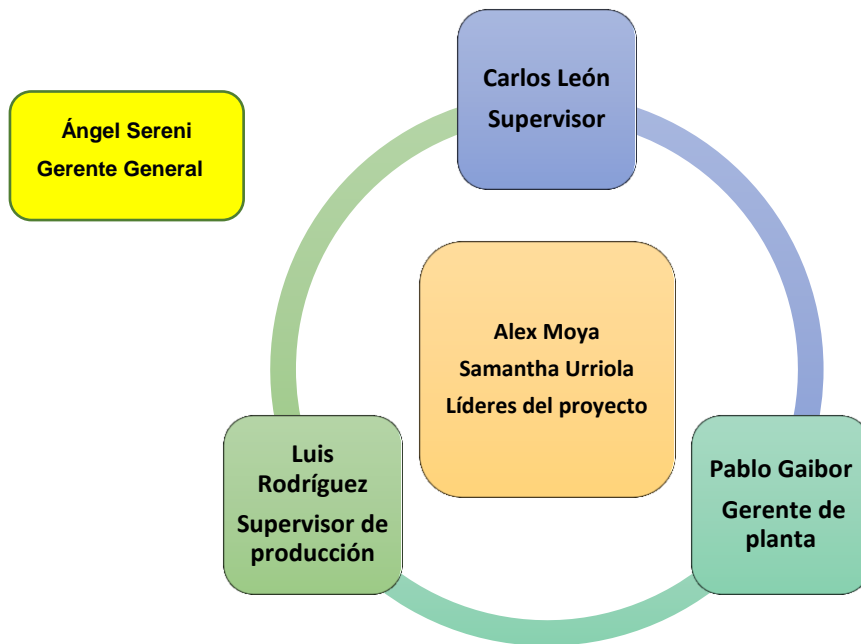 Carlos León
Supervisor
Ángel Sereni
Gerente General
Alex Moya
Samantha Urriola
Líderes del proyecto
Luis
Rodríguez
Supervisor de
producción
Pablo Gaibor
Gerente de
planta